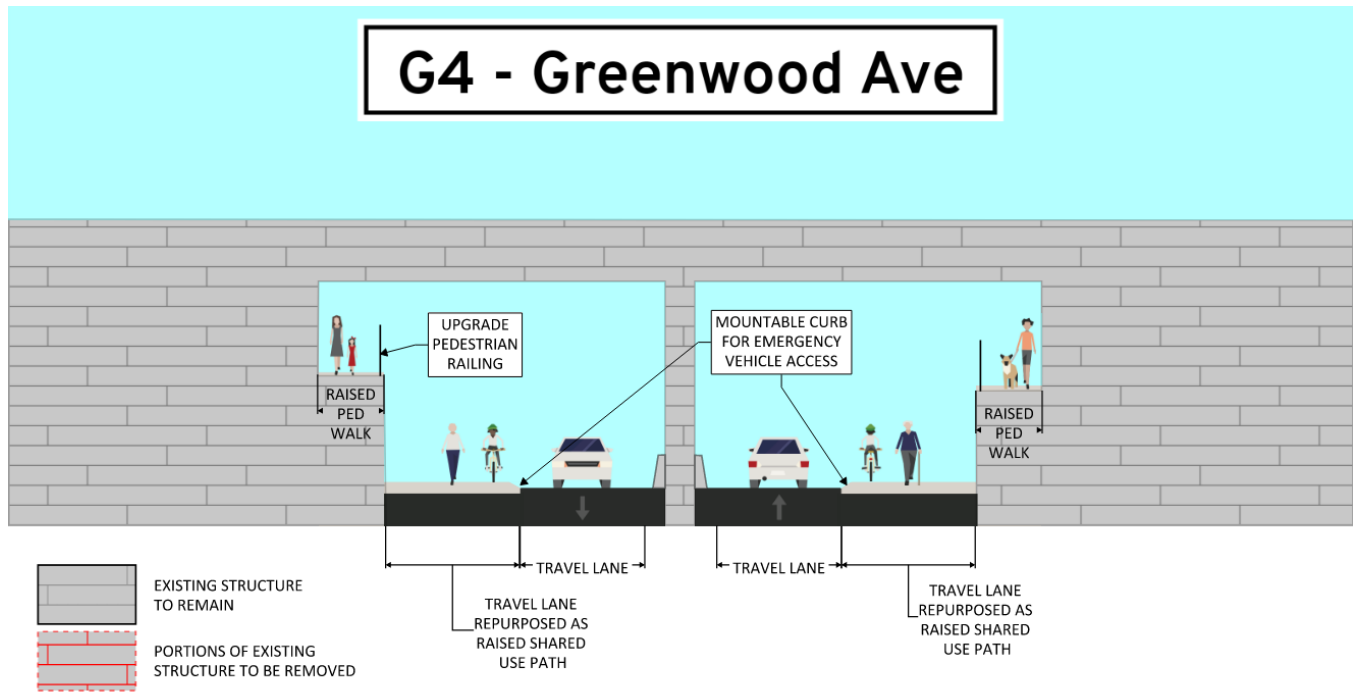 G4 - Greenwood Ave
UPGRADE
PEDESTRIAN
RAILING
MOUNTABLE CURB
FOR EMERGENCY
VEHICLE ACCESS
RAISED
PED
WALK
RAISED
PED
WALK
TRAVEL LANE
TRAVEL LANE
TRAVEL LANE
REPURPOSED AS
RAISED SHARED
USE PATH
TRAVEL LANE
REPURPOSED AS
RAISED SHARED
USE PATH
EXISTING STRUCTURE
TO REMAIN
PORTIONS OF EXISTING
STRUCTURE TO BE REMOVED